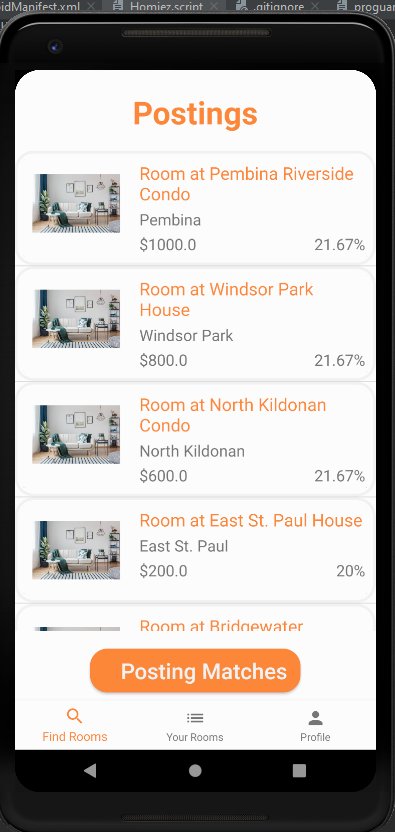 oidManifest.xml Homiez.script .gitignore proguar
Postings
Room at Pembina Riverside
Condo
Pembina
$1000.0 21.67%
Room at Windsor Park
House
Windsor Park
$800.0 21.67%
Room at North Kildonan
Condo
North Kildonan
$600.0 21.67%
Room at East St. Paul House
East St. Paul
$200.0 20%
Room at Bridgewater
Posting Matches
Find Rooms Your Rooms Profile